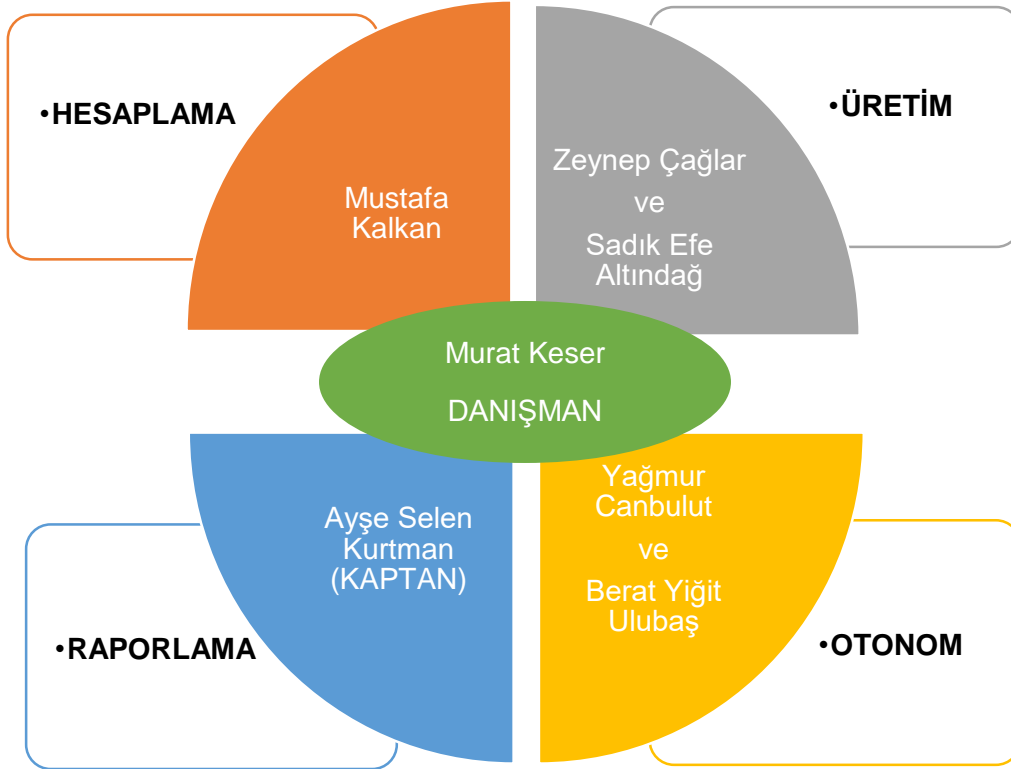 •HESAPLAMA
•ÜRETİM
Mustafa
Kalkan
Zeynep Çağlar
ve
Sadık Efe
Altındağ
Murat Keser
DANIŞMAN
Ayşe Selen
Kurtman
(KAPTAN)
Yağmur
Canbulut
ve
Berat Yiğit
Ulubaş
•RAPORLAMA
•OTONOM